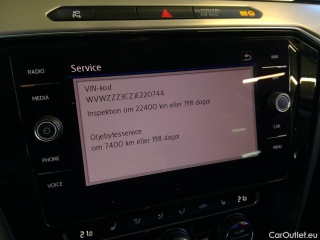 RADIO
MEDIA
PHONE
VOICE
Service
VIN-kod
WVWZZZ3CZJE220744
Inspektion om 22400 km eller 198 dagar
Oljebytesservice
om 7400 km eller 198 dagar
NAV
CAR
MENU
CarOutlet.eu